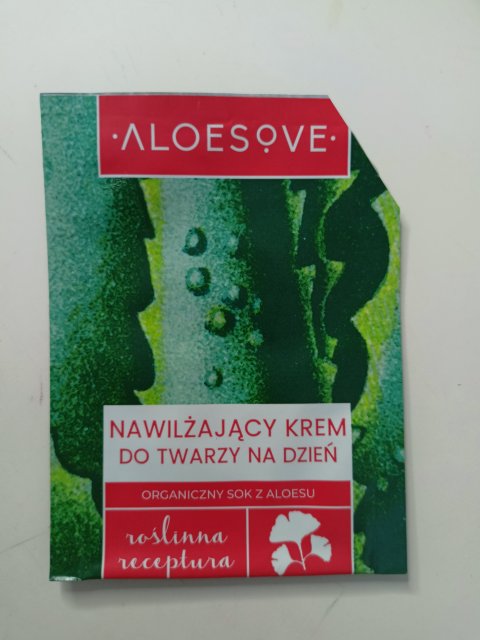 ·ALOESOVE·
NAWILŻAJĄCY KREM
DO TWARZY NA DZIEŃ
ORGANICZNY SOK Z ALOESU
roślinna
receptura